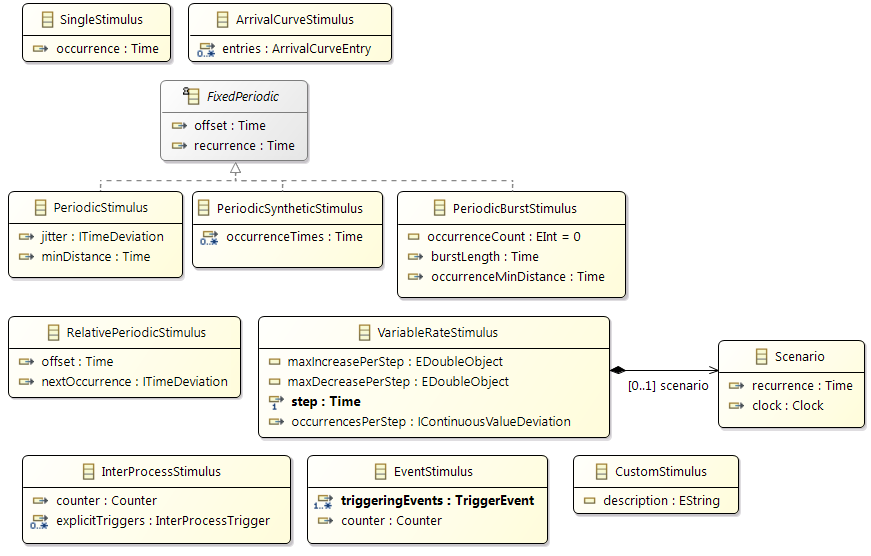 SingleStimulus
occurrence : Time
ArrivalCurveStimulus
0..*
entries : ArrivalCurveEntry
a
FixedPeriodic
offset : Time
recurrence : Time
PeriodicStimulus
jitter : ITimeDeviation
minDistance : Time
PeriodicSyntheticStimulus
0..*
occurrenceTimes : Time
PeriodicBurstStimulus
occurrenceCount : EInt = 0
burstLength : Time
occurrenceMinDistance : Time
RelativePeriodicStimulus
offset : Time
nextOccurrence : ITimeDeviation
VariableRateStimulus
maxIncreasePerStep : EDoubleObject
maxDecreasePerStep : EDoubleObject
1
step : Time
occurrencesPerStep : IContinuousValueDeviation
[0..1] scenario
Scenario
recurrence : Time
clock : Clock
InterProcessStimulus
counter : Counter
0..*
explicitTriggers : InterProcessTrigger
EventStimulus
1..*
triggeringEvents : TriggerEvent
counter : Counter
CustomStimulus
description : EString